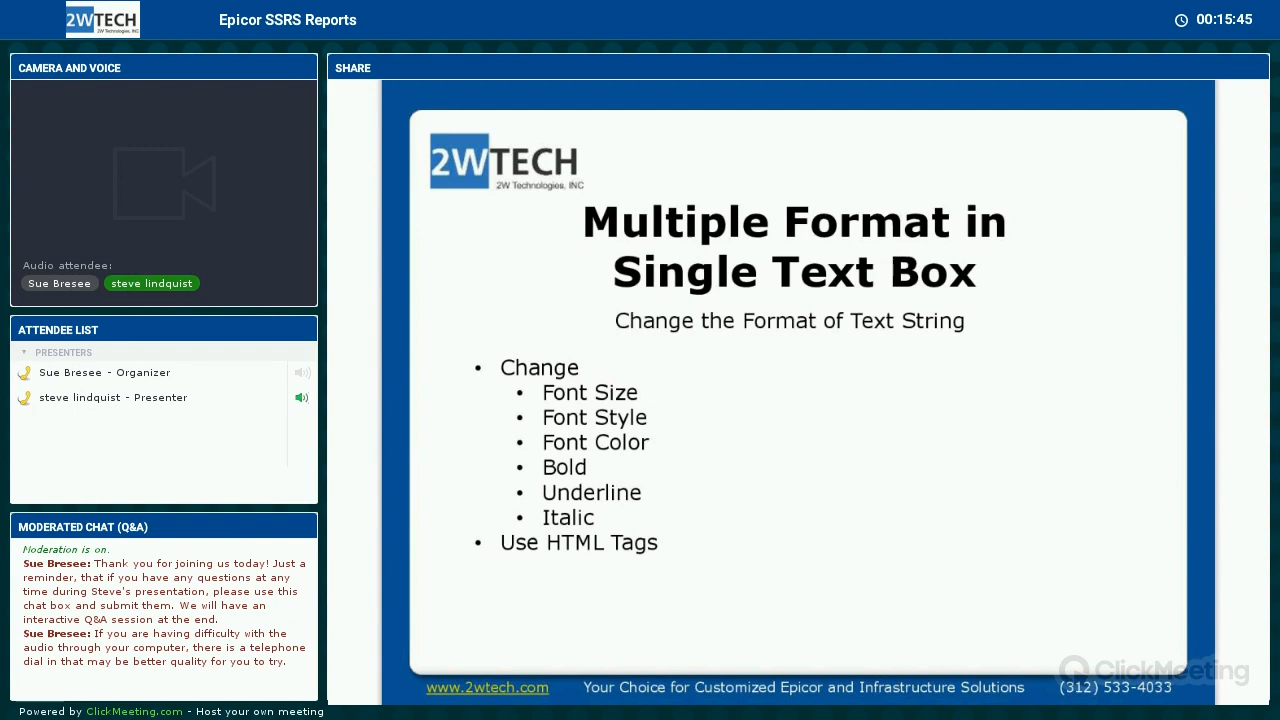 2WTECH
2W Technologies, INC
Epicor SSRS Reports
00:15:45
CAMERA AND VOICE
Audio attendee:
Sue Bresee
steve lindquist
ATTENDEE LIST
PRESENTERS
Sue Bresee - Organizer
steve lindquist - Presenter
MODERATED CHAT (Q&A)
Moderation is on.
Sue Bresee: Thank you for joining us today! Just a
reminder, that if you have any questions at any
time during Steve's presentation, please use this
chat box and submit them. We will have an
interactive Q&A session at the end.
Sue Bresee: If you are having difficulty with the
audio through your computer, there is a telephone
dial in that may be better quality for you to try.
Powered by ClickMeeting.com - Host your own meeting
SHARE
2WTECH
2W Technologies, INC
Multiple Format in
Single Text Box
Change the Format of Text String
• Change
• Font Size
• Font Style
• Font Color
• Bold
• Underline
• Italic
• Use HTML Tags
ClickMeeting
www.2wtech.com Your Choice for Customized Epicor and Infrastructure Solutions (312) 533-4033